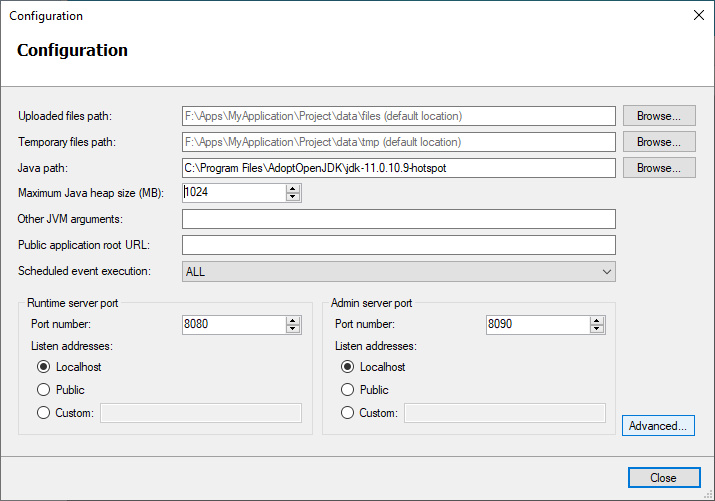 Configuration
Configuration
Uploaded files path: F:\Apps\MyApplication\Project\data\files (default location) Browse...
Temporary files path: F:\Apps\MyApplication\Project\data\tmp (default location) Browse...
Java path: C:\Program Files\AdoptOpenJDK\jdk-11.0.10.9-hotspot Browse...
Maximum Java heap size (MB): 1024
Other JVM arguments:
Public application root URL:
Scheduled event execution: ALL
Runtime server port Admin server port
Port number: 8080 Port number: 8090
Listen addresses: Listen addresses:
Localhost Localhost
Public Public
Custom: Custom:
Advanced...
Close